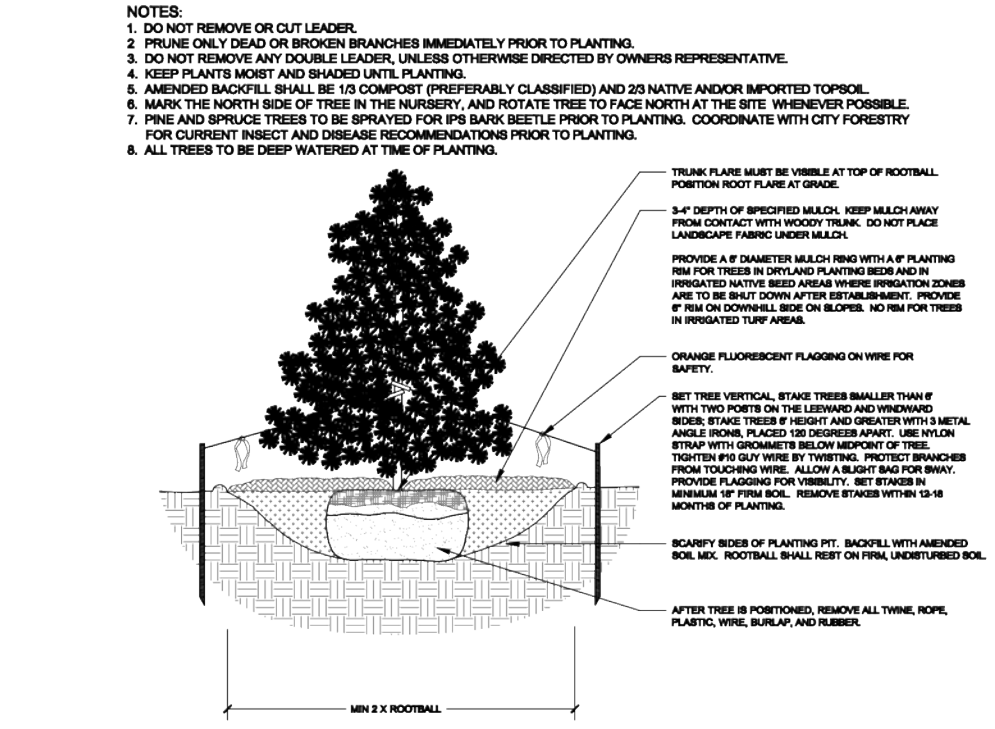 NOTES:
1. DO NOT REMOVE OR CUT LEADER.
2 PRUNE ONLY DEAD OR BROKEN BRANCHES IMMEDIATELY PRIOR TO PLANTING.
3. DO NOT REMOVE ANY DOUBLE LEADER, UNLESS OTHERWISE DIRECTED BY OWNERS REPRESENTATIVE.
4. KEEP PLANTS MOIST AND SHADED UNTIL PLANTING.
5. AMENDED BACKFILL SHALL BE 1/3 COMPOST (PREFERABLY CLASSIFIED) AND 2/3 NATIVE AND/OR IMPORTED TOPSOIL.
6. MARK THE NORTH SIDE OF TREE IN THE NURSERY, AND ROTATE TREE TO FACE NORTH AT THE SITE WHENEVER POSSIBLE.
7. PINE AND SPRUCE TREES TO BE SPRAYED FOR IPS BARK BEETLE PRIOR TO PLANTING. COORDINATE WITH CITY FORESTRY
FOR CURRENT INSECT AND DISEASE RECOMMENDATIONS PRIOR TO PLANTING.
8. ALL TREES TO BE DEEP WATERED AT TIME OF PLANTING.
TRUNK FLARE MUST BE VISIBLE AT TOP OF ROOTBALL
POSITION ROOT FLARE AT GRADE.
3-4" DEPTH OF SPECIFIED MULCH. KEEP MULCH AWAY
FROM CONTACT WITH WOODY TRUNK. DO NOT PLACE
LANDSCAPE FABRIC UNDER MULCH.
PROVIDE A 6' DIAMETER MULCH RING WITH A 6" PLANTING
RIM FOR TREES IN DRYLAND PLANTING BEDS AND IN
IRRIGATED NATIVE SEED AREAS WHERE IRRIGATION ZONES
ARE TO BE SHUT DOWN AFTER ESTABLISHMENT. PROVIDE
6" RIM ON DOWNHILL SIDE ON SLOPES. NO RIM FOR TREES
IN IRRIGATED TURF AREAS.
ORANGE FLUORESCENT FLAGGING ON WIRE FOR
SAFETY.
SET TREE VERTICAL, STAKE TREES SMALLER THAN 6'
WITH TWO POSTS ON THE LEEWARD AND WINDWARD
SIDES; STAKE TREES 6' HEIGHT AND GREATER WITH 3 METAL
ANGLE IRONS, PLACED 120 DEGREES APART. USE NYLON
STRAP WITH GROMMETS BELOW MIDPOINT OF TREE.
TIGHTEN #10 GUY WIRE BY TWISTING. PROTECT BRANCHES
FROM TOUCHING WIRE. ALLOW A SLIGHT SAG FOR SWAY.
PROVIDE FLAGGING FOR VISIBILITY. SET STAKES IN
MINIMUM 18" FIRM SOIL. REMOVE STAKES WITHIN 12-18
MONTHS OF PLANTING.
SCARIFY SIDES OF PLANTING PIT. BACKFILL WITH AMENDED
SOIL MIX. ROOTBALL SHALL REST ON FIRM, UNDISTURBED SOIL.
AFTER TREE IS POSITIONED, REMOVE ALL TWINE, ROPE,
PLASTIC, WIRE, BURLAP, AND RUBBER.
MIN 2 X ROOTBALL